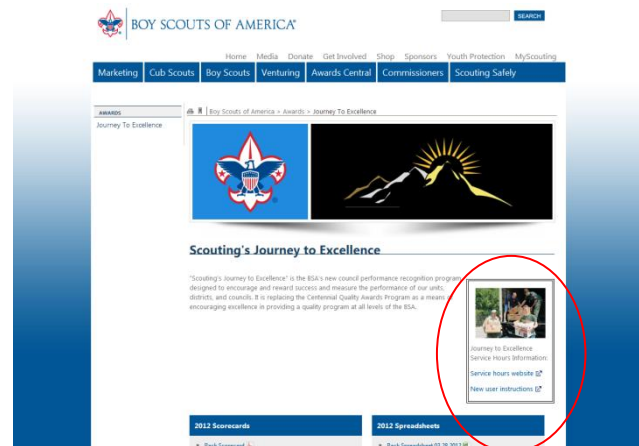 BOY SCOUTS OF AMERICA®
SEARCH
Home Media Donate Get Involved Shop Sponsors Youth Protection MyScouting
Marketing Cub Scouts Boy Scouts Venturing Awards Central Commissioners Scouting Safely
AWARDS
Journey To Excellence
Boy Scouts of America > Awards > Journey To Excellence
Scouting's Journey to Excellence
"Scouting's Journey to Excellence" is the BSA's new council performance recognition program
designed to encourage and reward success and measure the performance of our units,
districts, and councils. It is replacing the Centennial Quality Awards Program as a means
encouraging excellence in providing a quality program at all levels of the BSA.
Journey to Excellence
Service Hours Information:
Service hours website
New user instructions
2012 Scorecards
2012 Spreadsheets